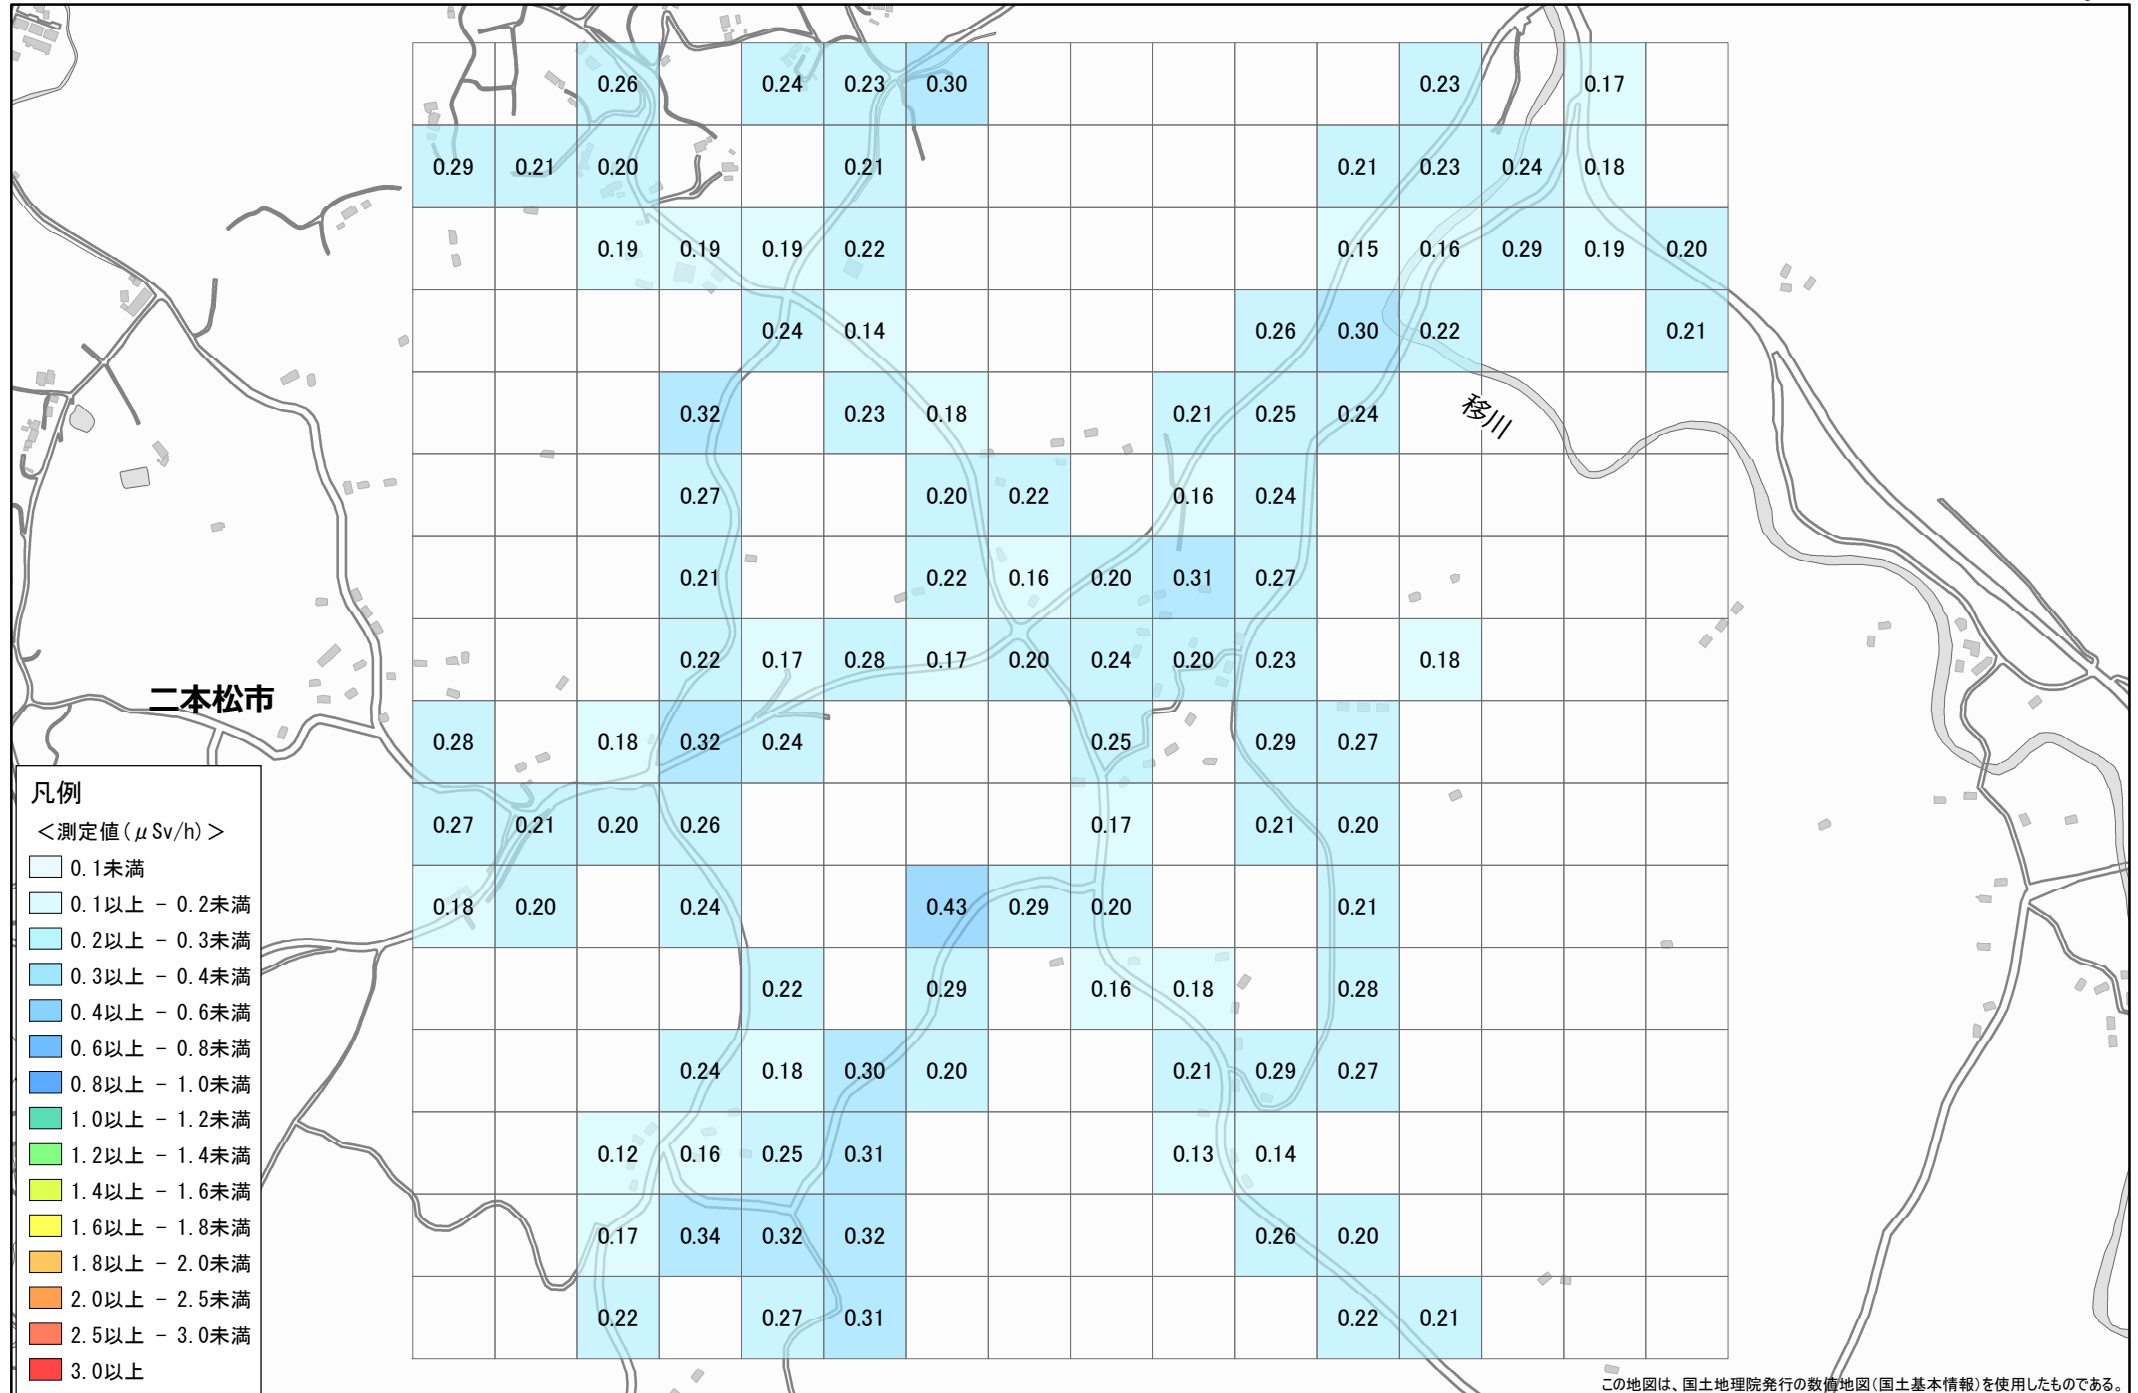 0.26 0.24 0.23 0.30 0.23 0.17
0.29 0.21 0.20 0.21 0.21 0.23 0.24 0.18
0.19 0.19 0.19 0.22 0.15 0.16 0.29 0.19 0.20
0.24 0.14 0.26 0.30 0.22 0.21
0.32 0.23 0.18 0.21 0.25 0.24
移川
0.27 0.20 0.22 0.16 0.24
0.21 0.22 0.16 0.20 0.31 0.27
0.22 0.17 0.28 0.17 0.20 0.24 0.20 0.23 0.18
二本松市
0.28 0.18 0.32 0.24 0.25 0.29 0.27
0.27 0.21 0.20 0.26 0.17 0.21 0.20
0.18 0.20 0.24 0.43 0.29 0.20 0.21
0.22 0.29 0.16 0.18 0.28
0.24 0.18 0.30 0.20 0.21 0.29 0.27
0.12 0.16 0.25 0.31 0.13 0.14
0.17 0.34 0.32 0.32 0.26 0.20
0.22 0.27 0.31 0.22 0.21
凡例
＜測定値(μSv/h)＞
0.1未満
0.1以上 － 0.2未満
0.2以上 － 0.3未満
0.3以上 － 0.4未満
0.4以上 － 0.6未満
0.6以上 － 0.8未満
0.8以上 － 1.0未満
1.0以上 － 1.2未満
1.2以上 － 1.4未満
1.4以上 － 1.6未満
1.6以上 － 1.8未満
1.8以上 － 2.0未満
2.0以上 － 2.5未満
2.5以上 － 3.0未満
3.0以上
この地図は、国土地理院発行の数値地図(国土基本情報)を使用したものである。